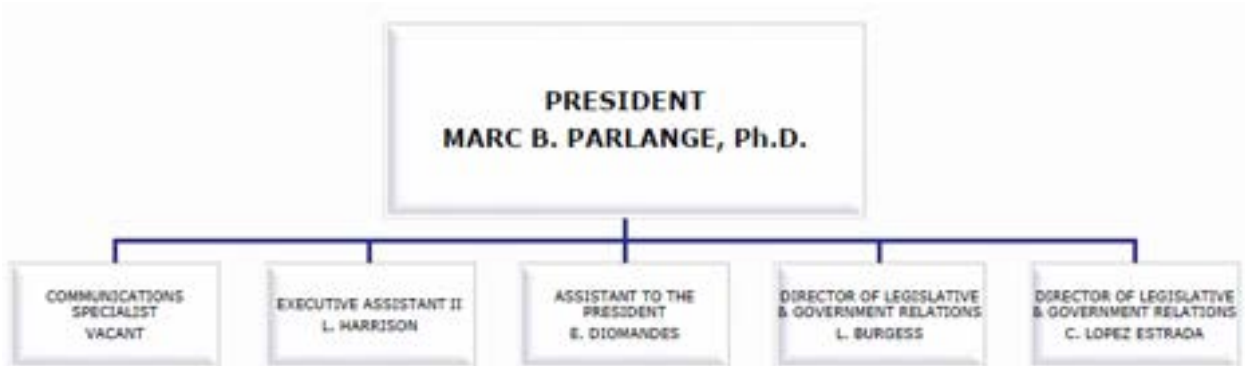 PRESIDENT
MARC B. PARLANGE, Ph.D.
COMMUNICATIONS
SPECIALIST
VACANT
EXECUTIVE ASSISTANT II
L. HARRISON
ASSISTANT TO THE
PRESIDENT
E. DIOMANDES
DIRECTOR OF LEGISLATIVE
& GOVERNMENT RELATIONS
L. BURGESS
DIRECTOR OF LEGISLATIVE
& GOVERNMENT RELATIONS
C. LOPEZ ESTRADA